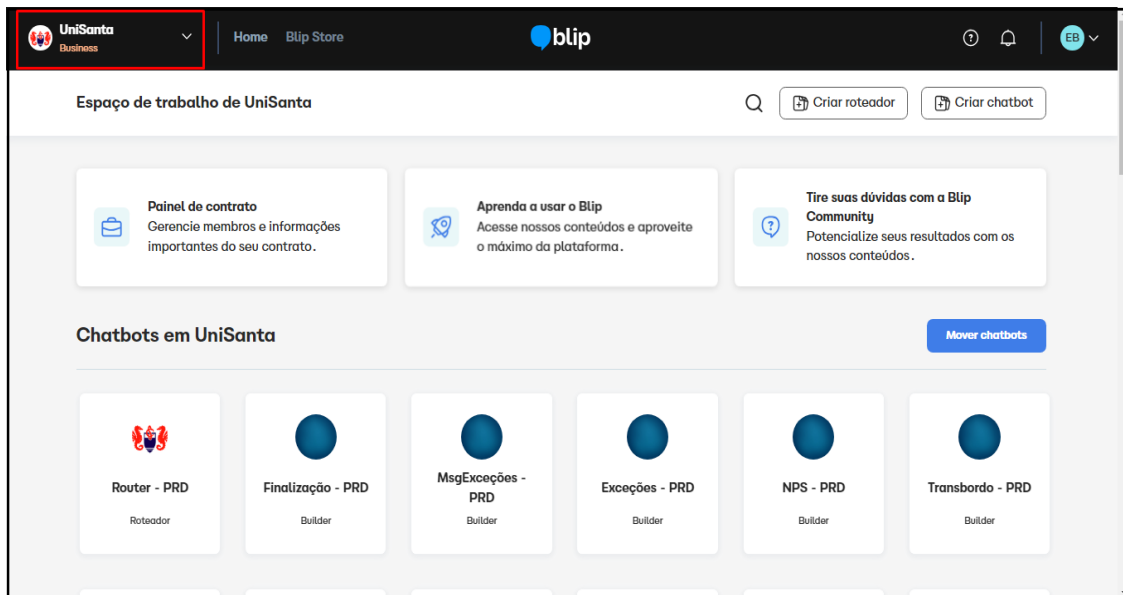 UniSanta
Business
Home
Blip Store
blip
EB
Espaço de trabalho de UniSanta
Criar roteador
Criar chatbot
Painel de contrato
Gerencie membros e informações
importantes do seu contrato.
Aprenda a usar o Blip
Acesse nossos conteúdos e aproveite
o máximo da plataforma.
Tire suas dúvidas com a Blip
Community
Potencialize seus resultados com os
nossos conteúdos.
Chatbots em UniSanta
Mover chatbots
Router - PRD
Roteador
Finalização - PRD
Builder
MsgExceções -
PRD
Builder
Exceções - PRD
Builder
NPS - PRD
Builder
Transbordo - PRD
Builder